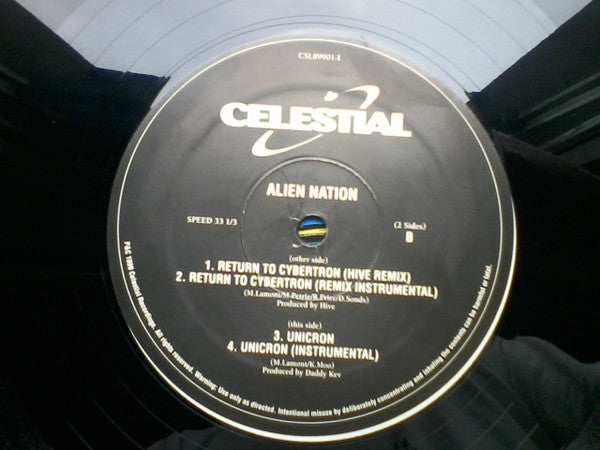 CSL89901-1
CELESTIAL
ALIEN NATION
SPEED 33 1/3
(2 Sides)
B
(other side)
1. RETURN TO CYBERTRON (HIVE REMIX)
2. RETURN TO CYBERTRON (REMIX INSTRUMENTAL)
(M.Lamont/M.Petrie/R.Price/D.Sonds)
Produced by Hive
(this side)
3. UNICRON
4. UNICRON (INSTRUMENTAL)
(M.Lamont/K.Moo)
Produced by Daddy Kev
P&C 1999 Celestial Recordings. All rights reserved. Warning: Use only as directed. Intentional misuse by deliberately concentrating and inhaling the contents can be harmful or fatal.